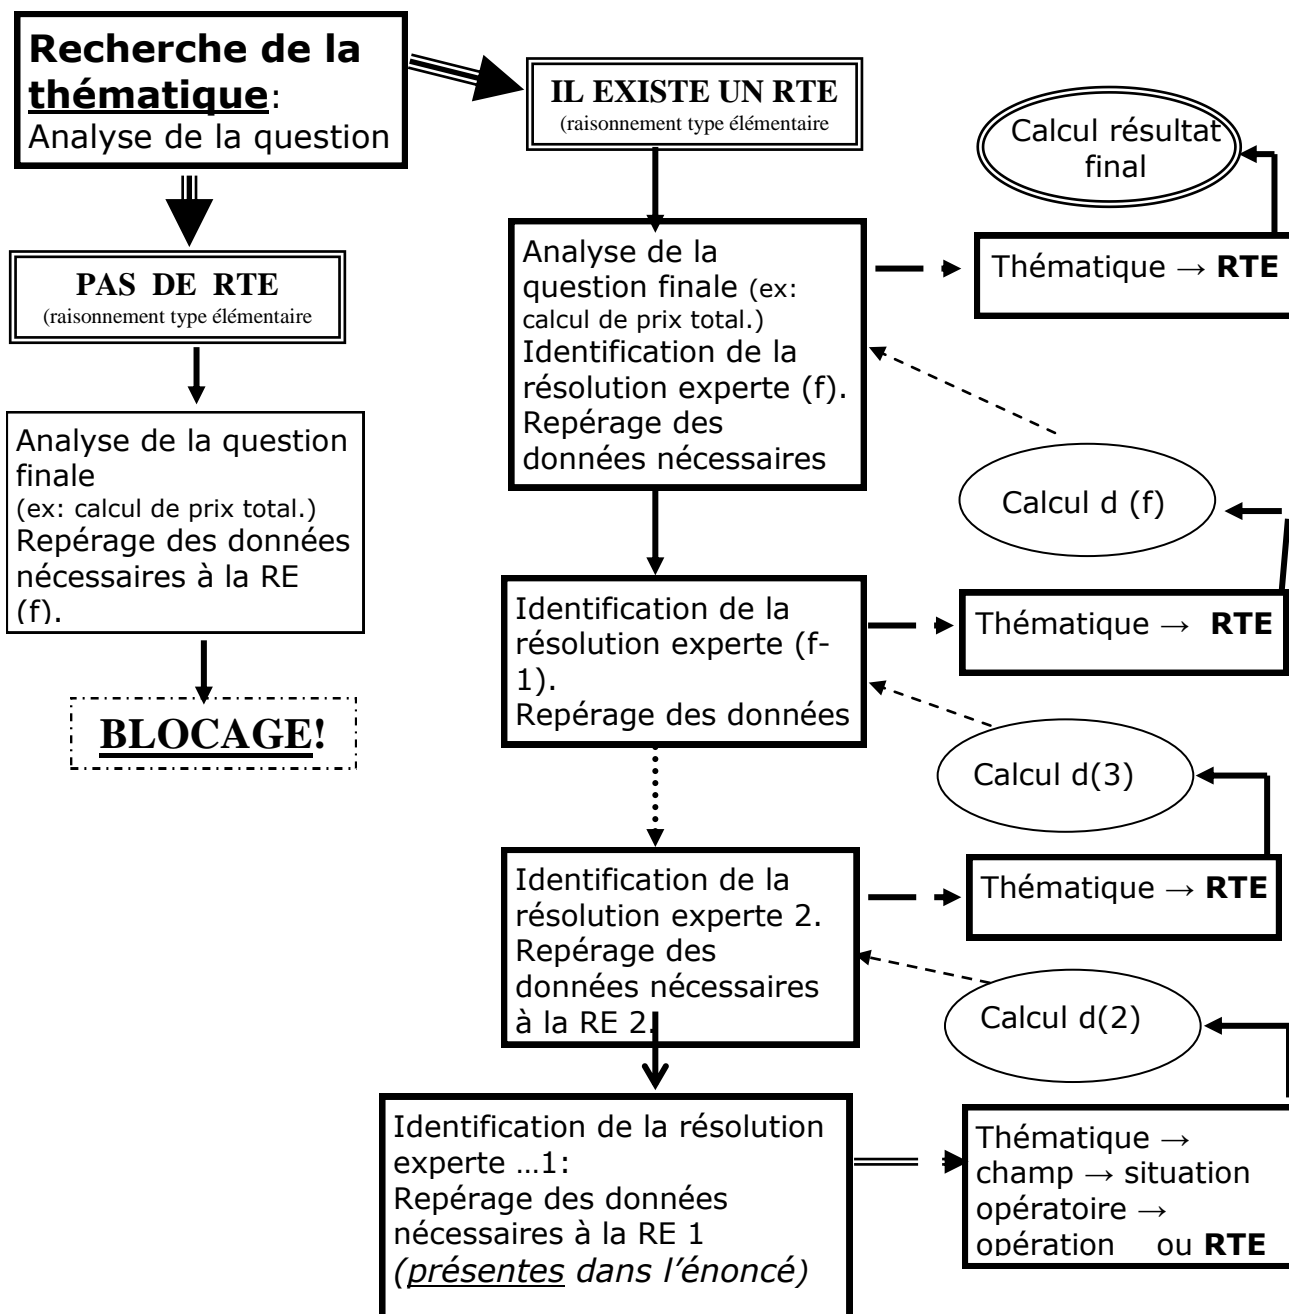 Recherche de la
thématique:
Analyse de la question
PAS DE RTE
(raisonnement type élémentaire
Analyse de la question
finale
(ex: calcul de prix total.)
Repérage des données
nécessaires à la RE
(f).
BLOCAGE!
IL EXISTE UN RTE
(raisonnement type élémentaire
Analyse de la
question finale (ex:
calcul de prix total.)
Identification de la
résolution experte (f).
Repérage des
données nécessaires
Thématique → RTE
Calcul résultat
final
Identification de la
résolution experte (f-
1).
Repérage des données
Thématique → RTE
Calcul d (f)
Identification de la
résolution experte 2.
Repérage des
données nécessaires
à la RE 2.
Thématique → RTE
Calcul d(3)
Identification de la résolution
experte ...1:
Repérage des données
nécessaires à la RE 1
(présentes dans l'énoncé)
Thématique →
champ → situation
opératoire →
opération ou RTE
Calcul d(2)